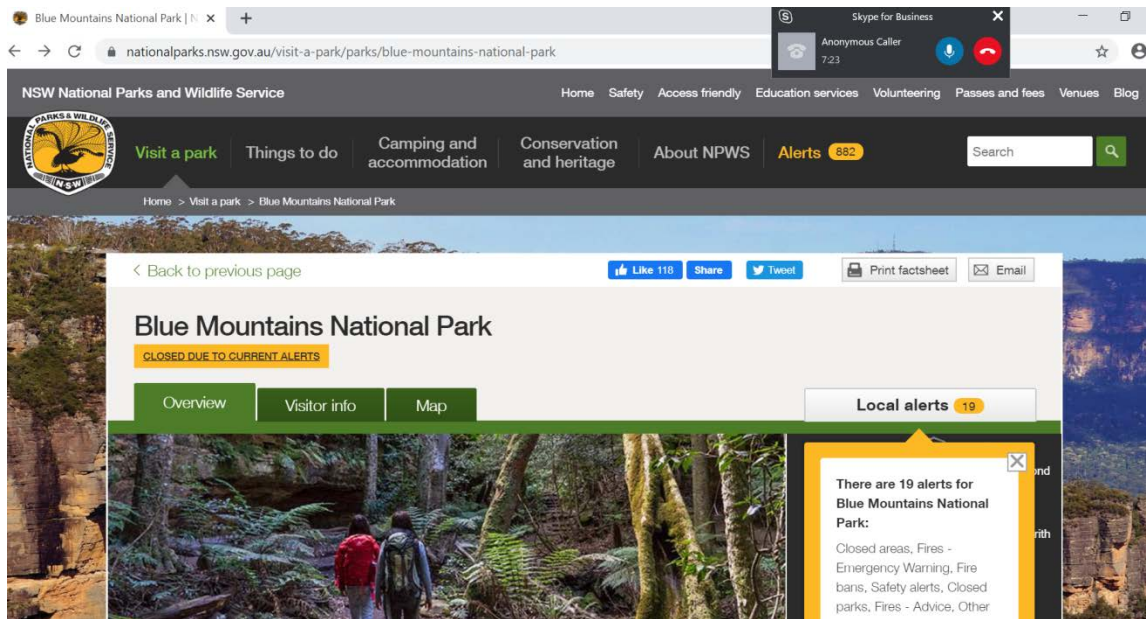 Blue Mountains National Park | N
Skype for Business
Anonymous Caller
7:23
nationalparks.nsw.gov.au/visit-a-park/parks/blue-mountains-national-park
NSW National Parks and Wildlife Service
Home Safety Access friendly Education services Volunteering Passes and fees Venues Blog
NATIONAL PARKS & WILDLIFE SERVICE
N·S·W
Visit a park
Things to do
Camping and
accommodation
Conservation
and heritage
About NPWS
Alerts 882
Search
Home > Visit a park > Blue Mountains National Park
< Back to previous page
Like 118 Share Tweet
Print factsheet
Email
Blue Mountains National Park
CLOSED DUE TO CURRENT ALERTS
Overview
Visitor info
Map
Local alerts 19
There are 19 alerts for
Blue Mountains National
Park:
Closed areas, Fires -
Emergency Warning, Fire
bans, Safety alerts, Closed
parks, Fires - Advice, Other